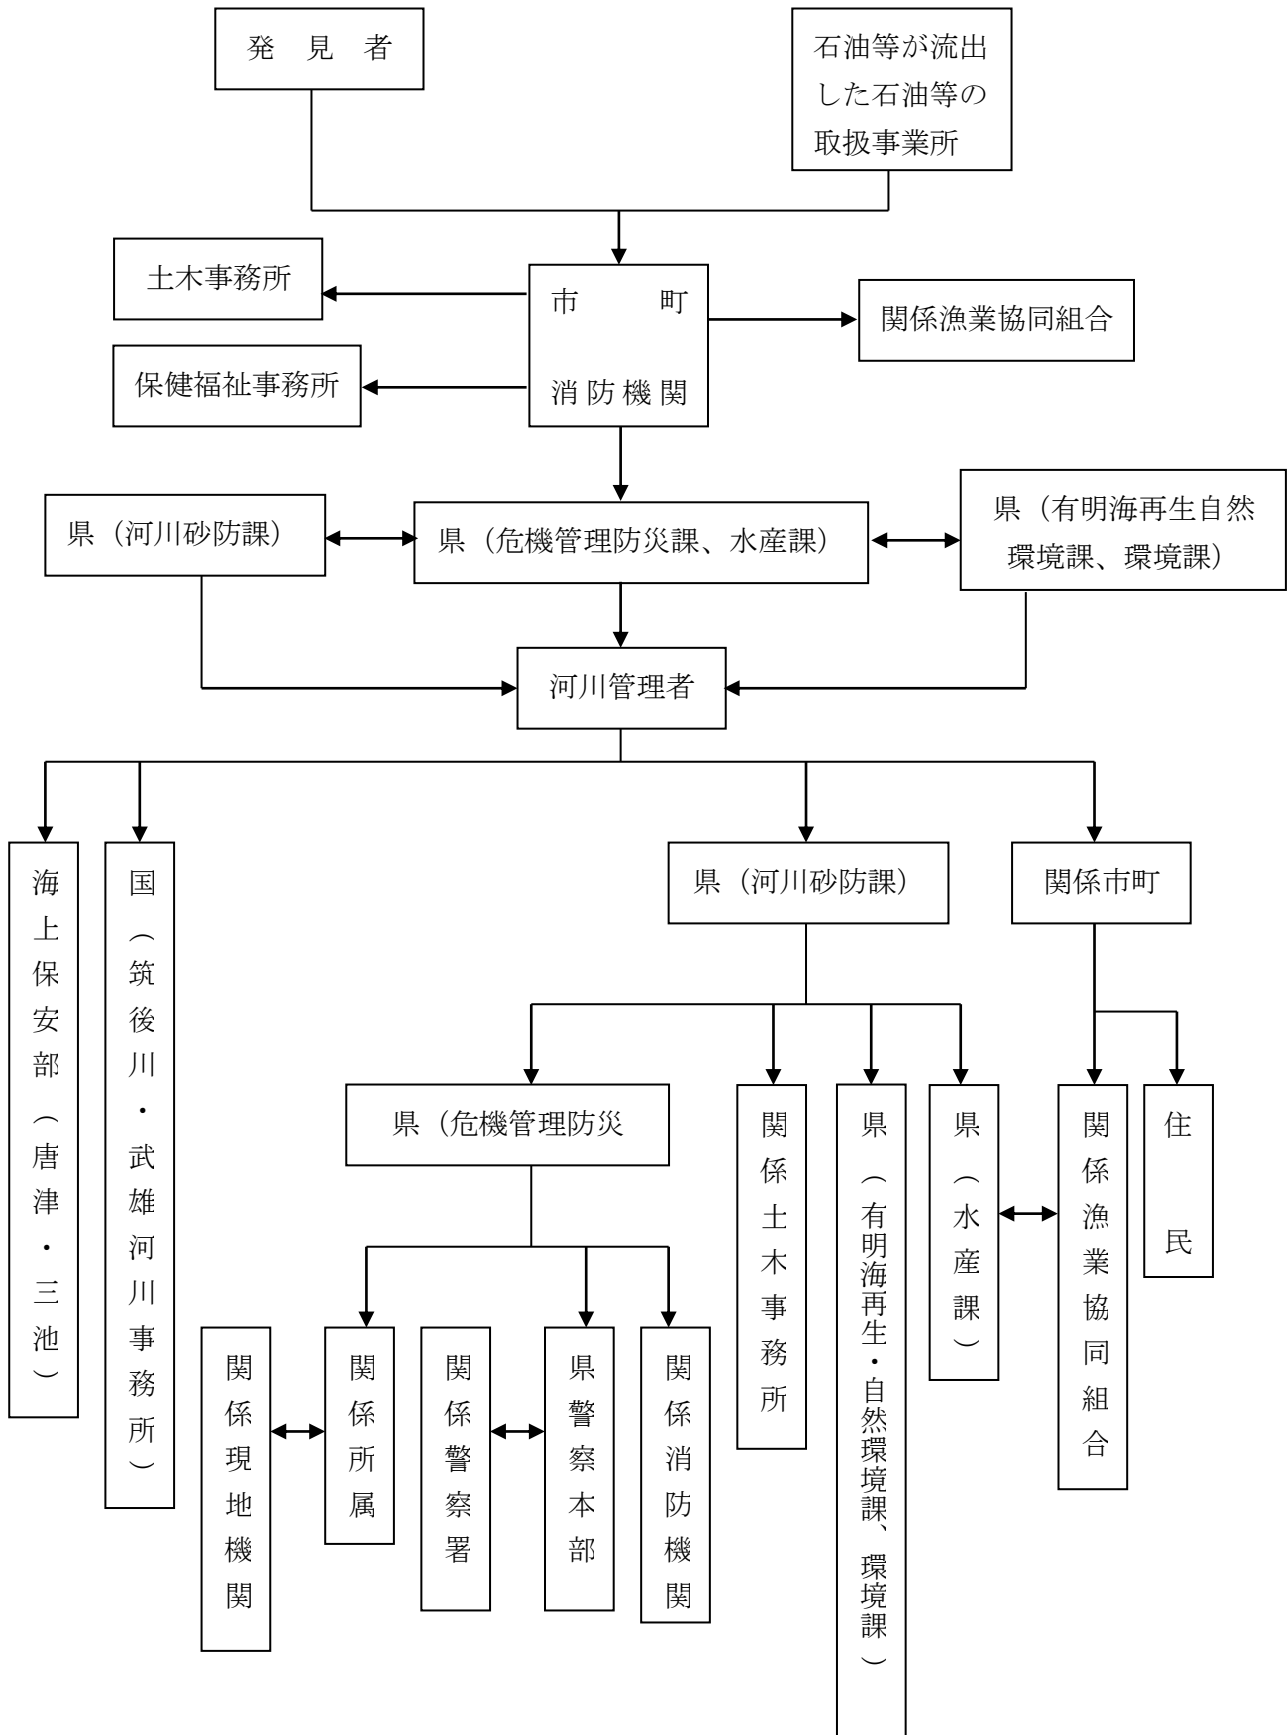 発見者
石油等が流出
した石油等の
取扱事業所
土木事務所
市町
消防機関
関係漁業協同組合
保健福祉事務所
県（河川砂防課）
県（危機管理防災課、水産課）
県（有明海再生自然
環境課、環境課）
河川管理者
海上保安部（唐津・三池）
国（筑後川・武雄河川事務所）
県（河川砂防課）
関係市町
県（危機管理防災
関係土木事務所
県（有明海再生・自然環境課、環境課）
県（水産課）
関係漁業協同組合
住民
関係現地機関
関係所属
関係警察署
県警察本部
関係消防機関